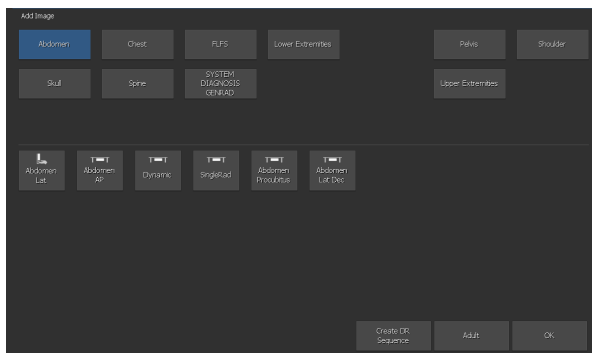 Add Image
Abdomen
Chest
FLFS
Lower Extremities
Pelvis
Shoulder
Skull
Spine
SYSTEM
DIAGNOSIS
GENRAD
Upper Extremities
Abdomen
Lat
Abdomen
AP
Dynamic
SingleRad
Abdomen
Procubitus
Abdomen
Lat Dec
Create DR
Sequence
Adult
OK